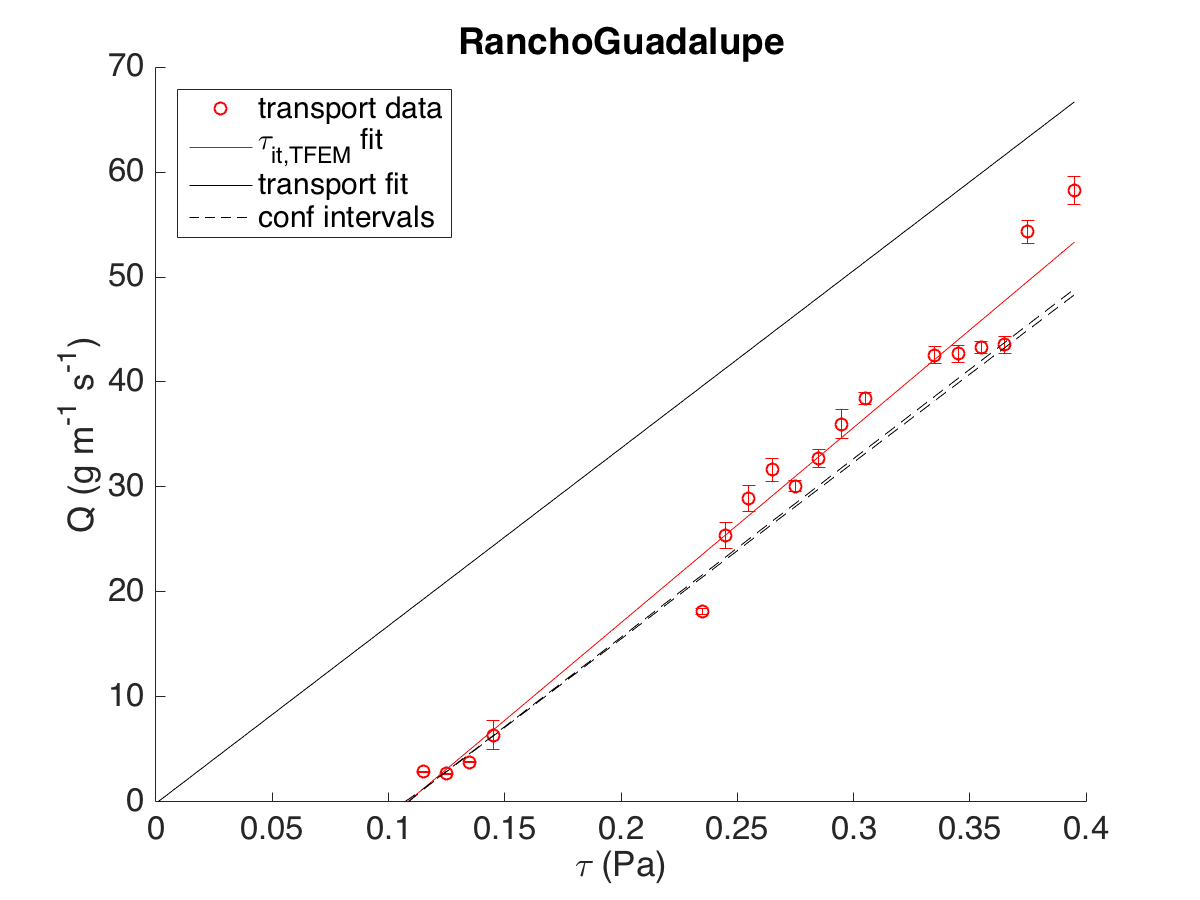 RanchoGuadalupe
70
60
50
40
30
20
10
0
Q (g m⁻¹ s⁻¹)
transport data
τit,TFEM fit
transport fit
conf intervals
0 0.05 0.1 0.15 0.2 0.25 0.3 0.35 0.4
τ (Pa)